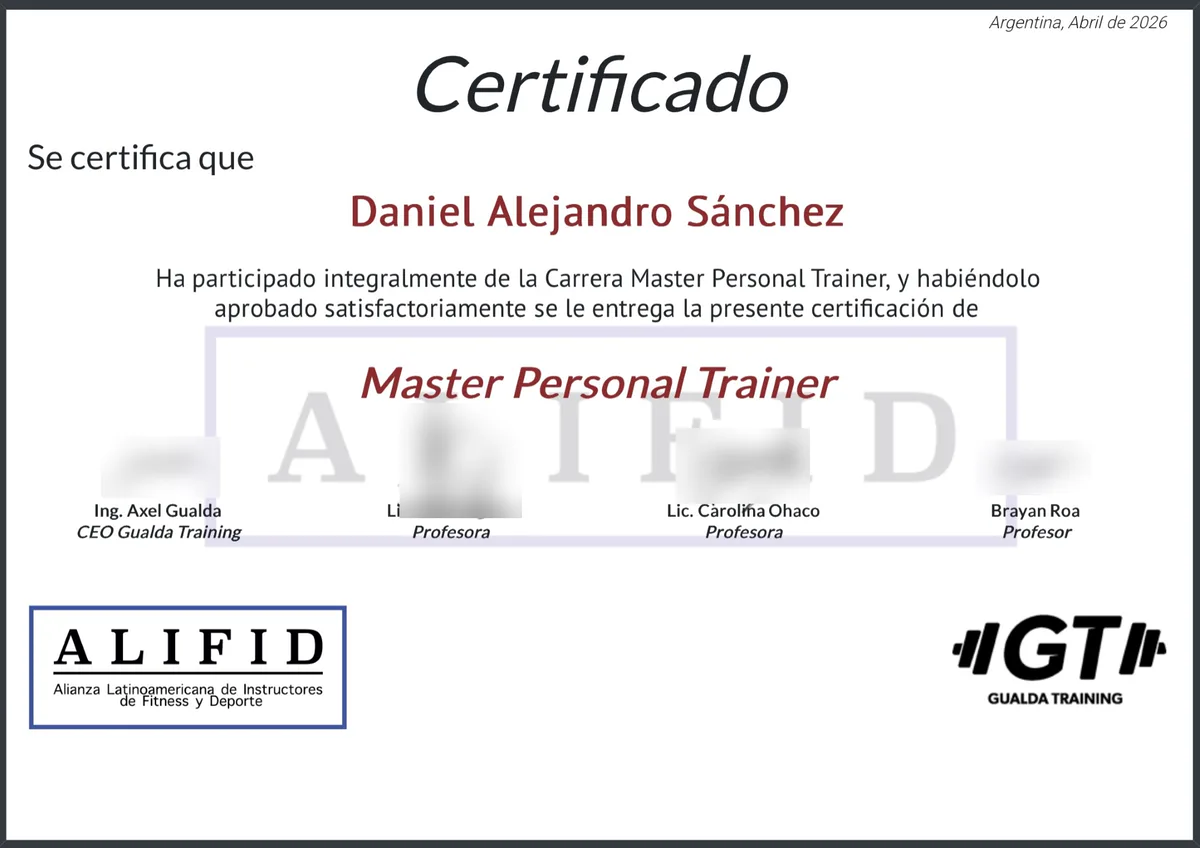 Argentina, Abril de 2026
Certificado
Se certifica que
Daniel Alejandro Sánchez
Ha participado integralmente de la Carrera Master Personal Trainer, y habiéndolo
aprobado satisfactoriamente se le entrega la presente certificación de
Master Personal Trainer
ALIFID
Ing. Axel Gualda
CEO Gualda Training
Profesora
Lic. Carolina Ohaco
Profesora
Brayan Roa
Profesor
ALIFID
Alianza Latinoamericana de Instructores
de Fitness y Deporte
GT
GUALDA TRAINING